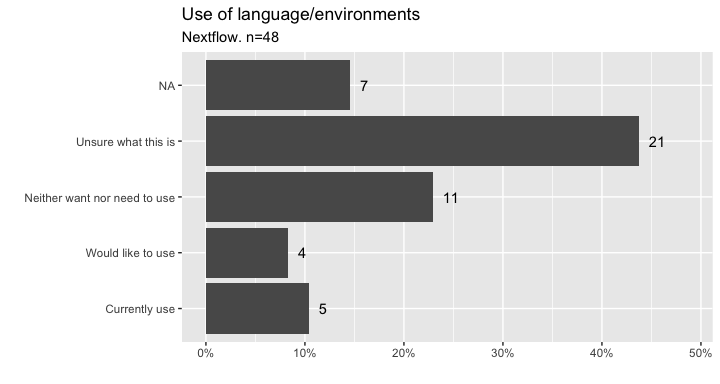 Use of language/environments
Nextflow. n=48
NA 7
Unsure what this is 21
Neither want nor need to use 11
Would like to use 4
Currently use 5
0% 10% 20% 30% 40% 50%